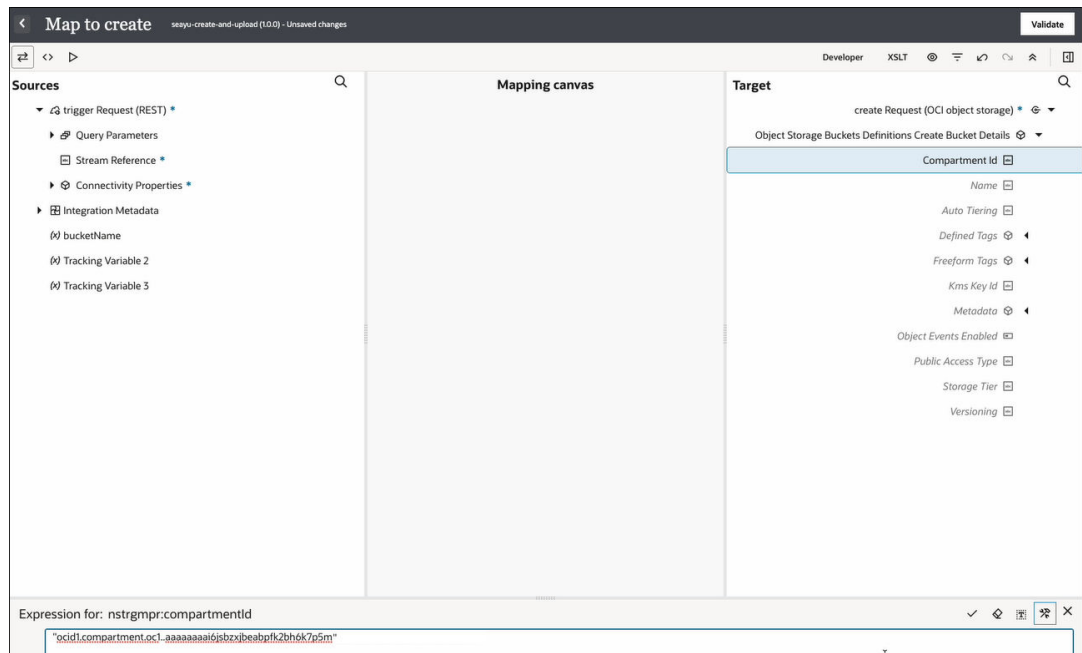 Map to create seayu-create-and-upload (1.0.0) - Unsaved changes Validate
Developer XSLT
Sources
trigger Request (REST) *
Query Parameters
Stream Reference *
Connectivity Properties *
Integration Metadata
(x) bucketName
(x) Tracking Variable 2
(x) Tracking Variable 3
Mapping canvas
Target
create Request (OCI object storage) *
Object Storage Buckets Definitions Create Bucket Details
Compartment Id
Name
Auto Tiering
Defined Tags
Freeform Tags
Kms Key Id
Metadata
Object Events Enabled
Public Access Type
Storage Tier
Versioning
Expression for: nstrgmpr:compartmentId
"ocid1.compartment.oc1..aaaaaaaai6jsbzxjbeabpfk2bh6k7p5m"